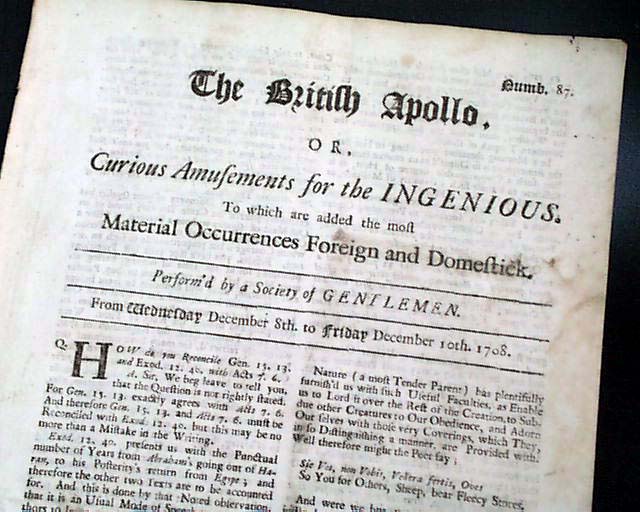 Numb. 87.
The British Apollo.
OR,
Curious Amuſements for the INGENIOUS.
To which are added the moſt
Material Occurrences Foreign and Domeſtick.
Perform'd by a Society of GENTLEMEN.
From Wedneſday December 8th. to Friday December 10th. 1708.
Q. HOW do you Reconcile Gen. 15. 13.
and Exod. 12. 40. with Acts 7. 6.
A. Sir, We beg leave to tell you,
that the Queſtion is not rightly ſtated.
For Gen. 15. 13. exactly agrees with Acts 7. 6.
And therefore Gen. 15. 13. and Acts 7. 6. muſt be
Reconciled with Exod. 12. 40. but this may be no
more than a Miſtake in the Writing.
Exod. 12. 40. preſents us with the Punctual
number of Years from Abraham's going out of Ha-
ran, to his Poſterity's return from Egypt; and
therefore the other two Texts are to be accounted
for. And this is done by that Noted obſervation,
that it is an Uſual Mode of
Nature (a moſt Tender Parent) has plentifully
furniſh'd us with ſuch Uſeful Faculties, as Enable
us to Lord it over the Reſt of the Creation, to Sub-
due other Creatures to Our Obedience, and Adorn
Our ſelves with thoſe very Coverings, which They,
in ſo Diſtinguiſhing a manner, are Provided with.
Well therefore might the Poet ſay;
Sic Vos, non Vobis, Vellera fertis, Oves
So You for Others, Sheep, bear Fleecy Stores,
And were